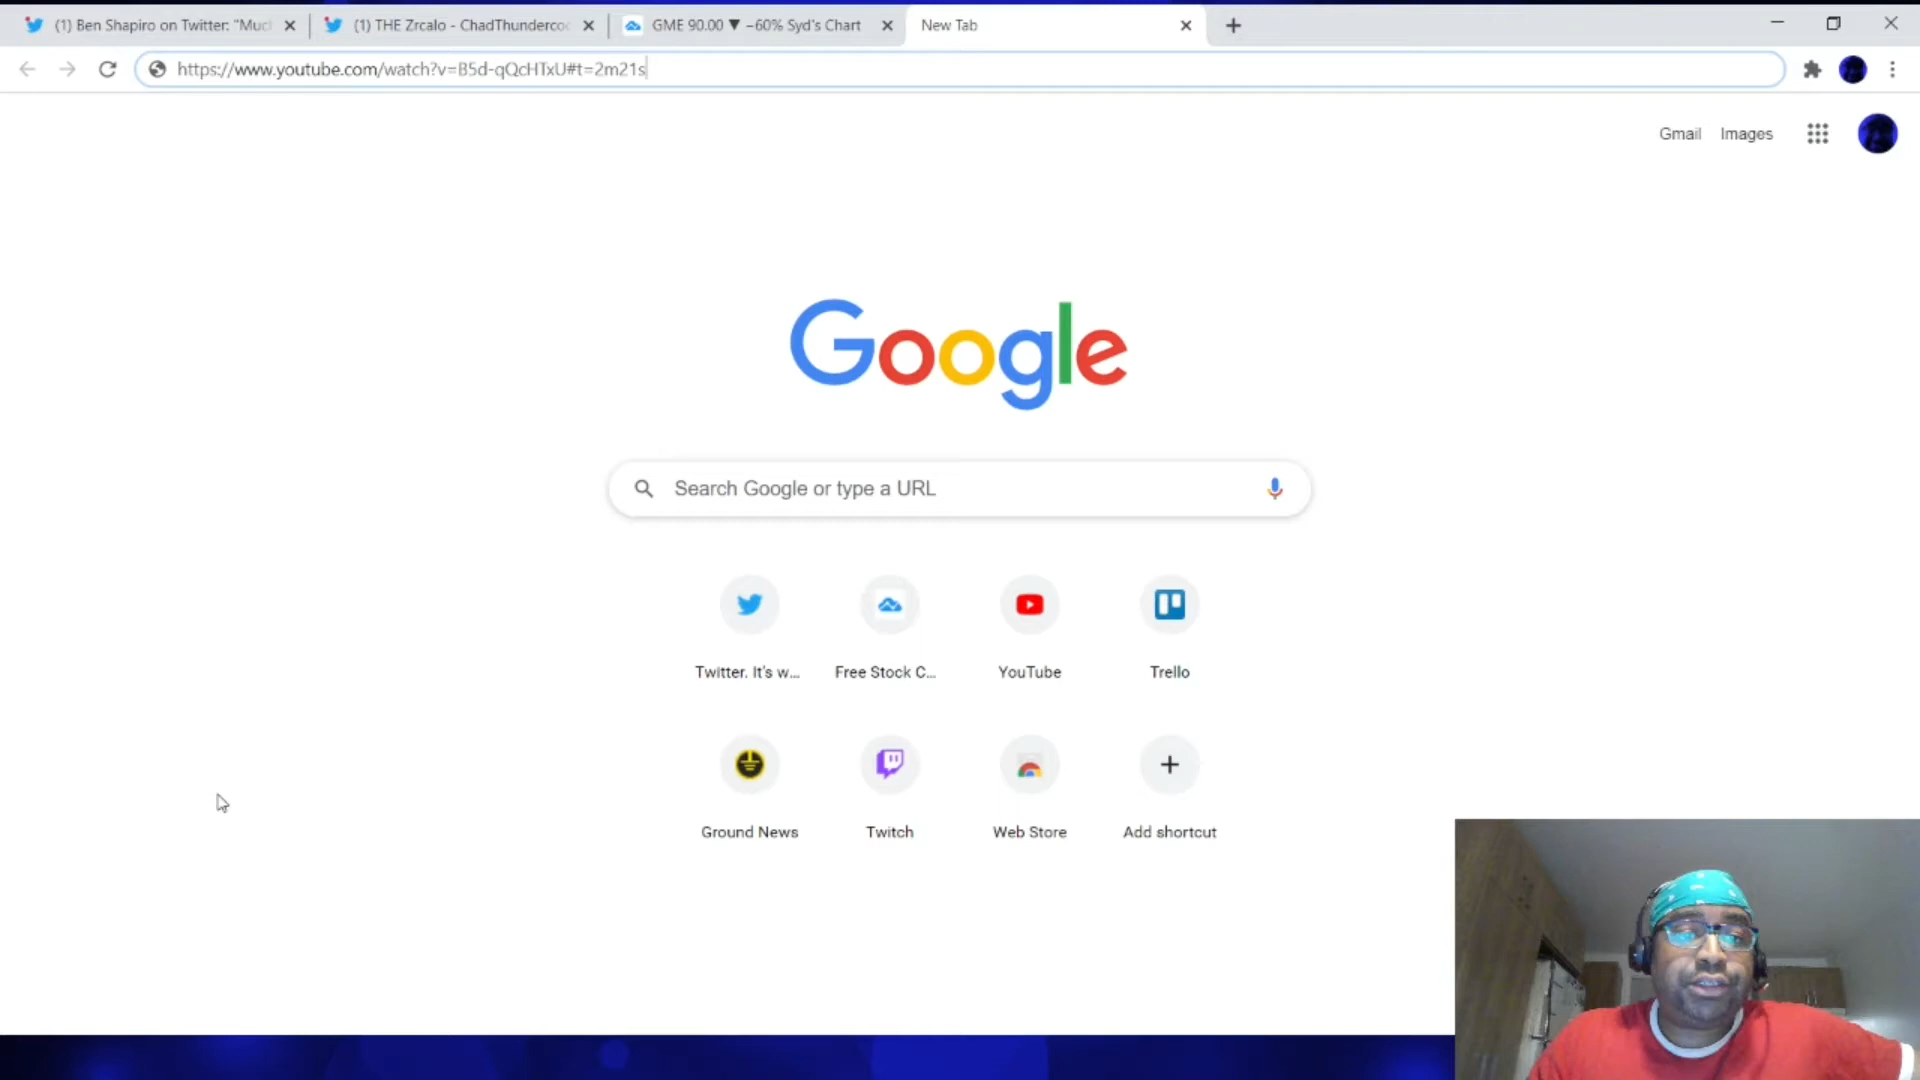 (1) Ben Shapiro on Twitter: "Much
(1) THE Zrcalo - ChadThunderco
GME 90.00 ▼ −60% Syd's Chart
New Tab
https://www.youtube.com/watch?v=B5d-qQcHTxU#t=2m21s
Gmail
Images
Google
Search Google or type a URL
Twitter. It's w...
Free Stock C...
YouTube
Trello
Ground News
Twitch
Web Store
Add shortcut